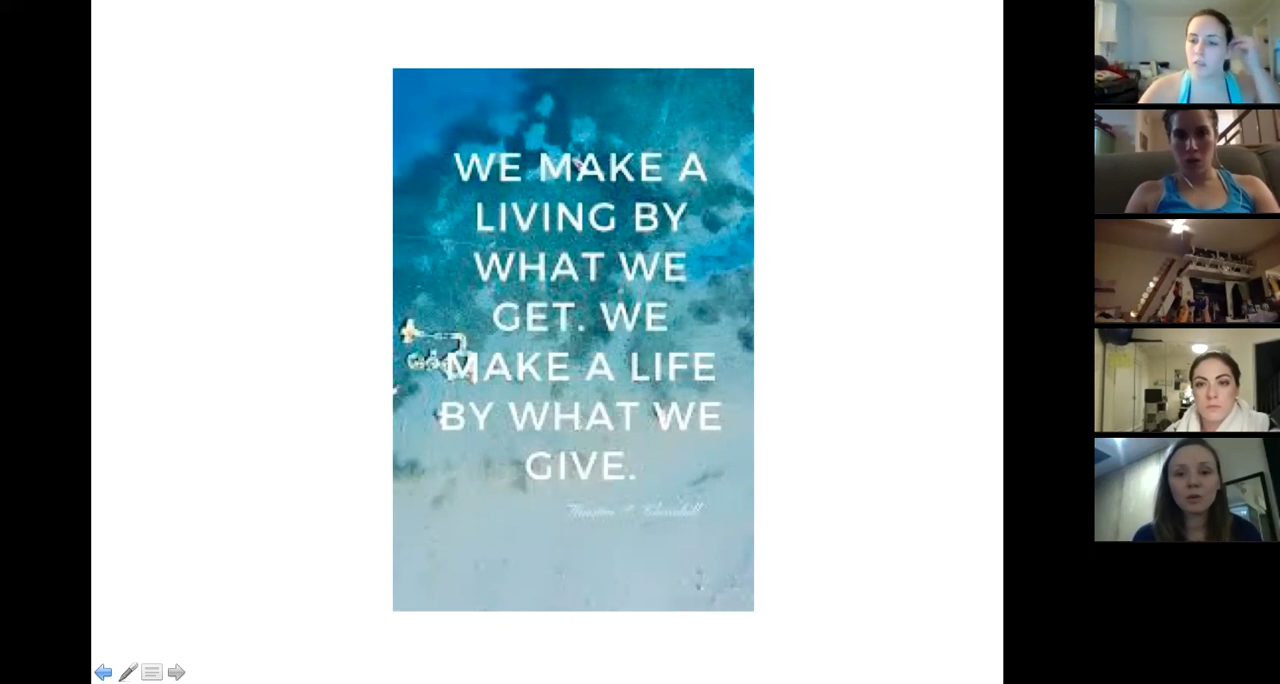 WE MAKE A
LIVING BY
WHAT WE
GET. WE
MAKE A LIFE
BY WHAT WE
GIVE.